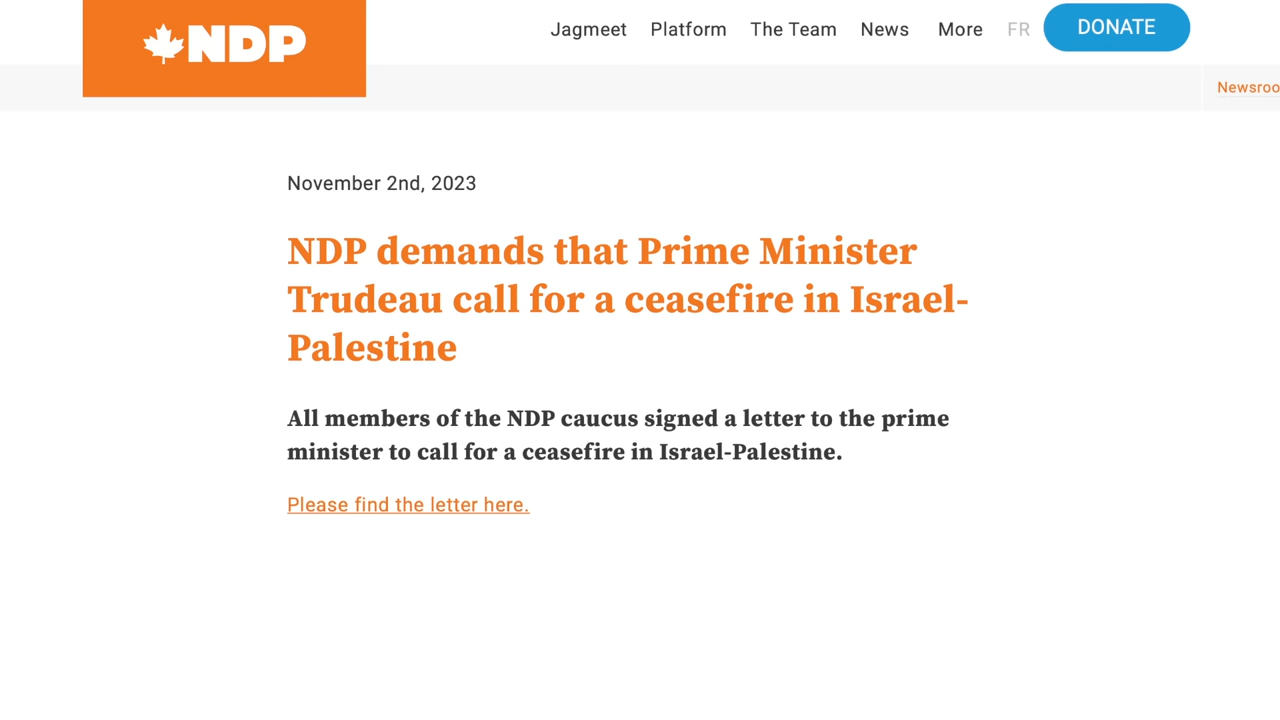 NDP
Jagmeet Platform The Team News More FR DONATE
Newsroo
November 2nd, 2023
NDP demands that Prime Minister
Trudeau call for a ceasefire in Israel-
Palestine
All members of the NDP caucus signed a letter to the prime
minister to call for a ceasefire in Israel-Palestine.
Please find the letter here.